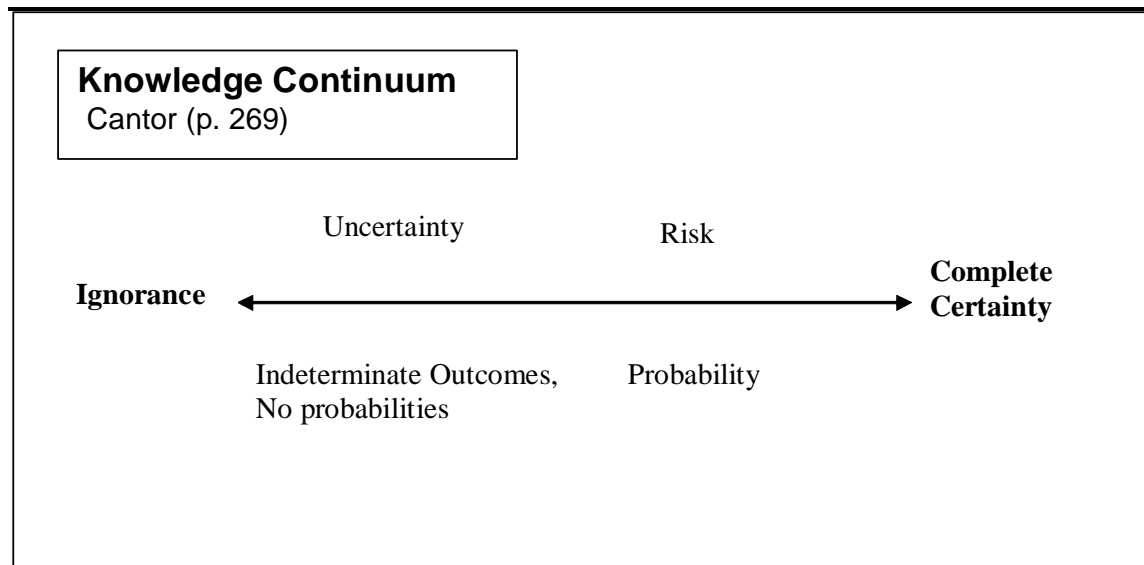 Knowledge Continuum
Cantor (p. 269)
Uncertainty
Risk
Ignorance
Complete
Certainty
Indeterminate Outcomes,
No probabilities
Probability